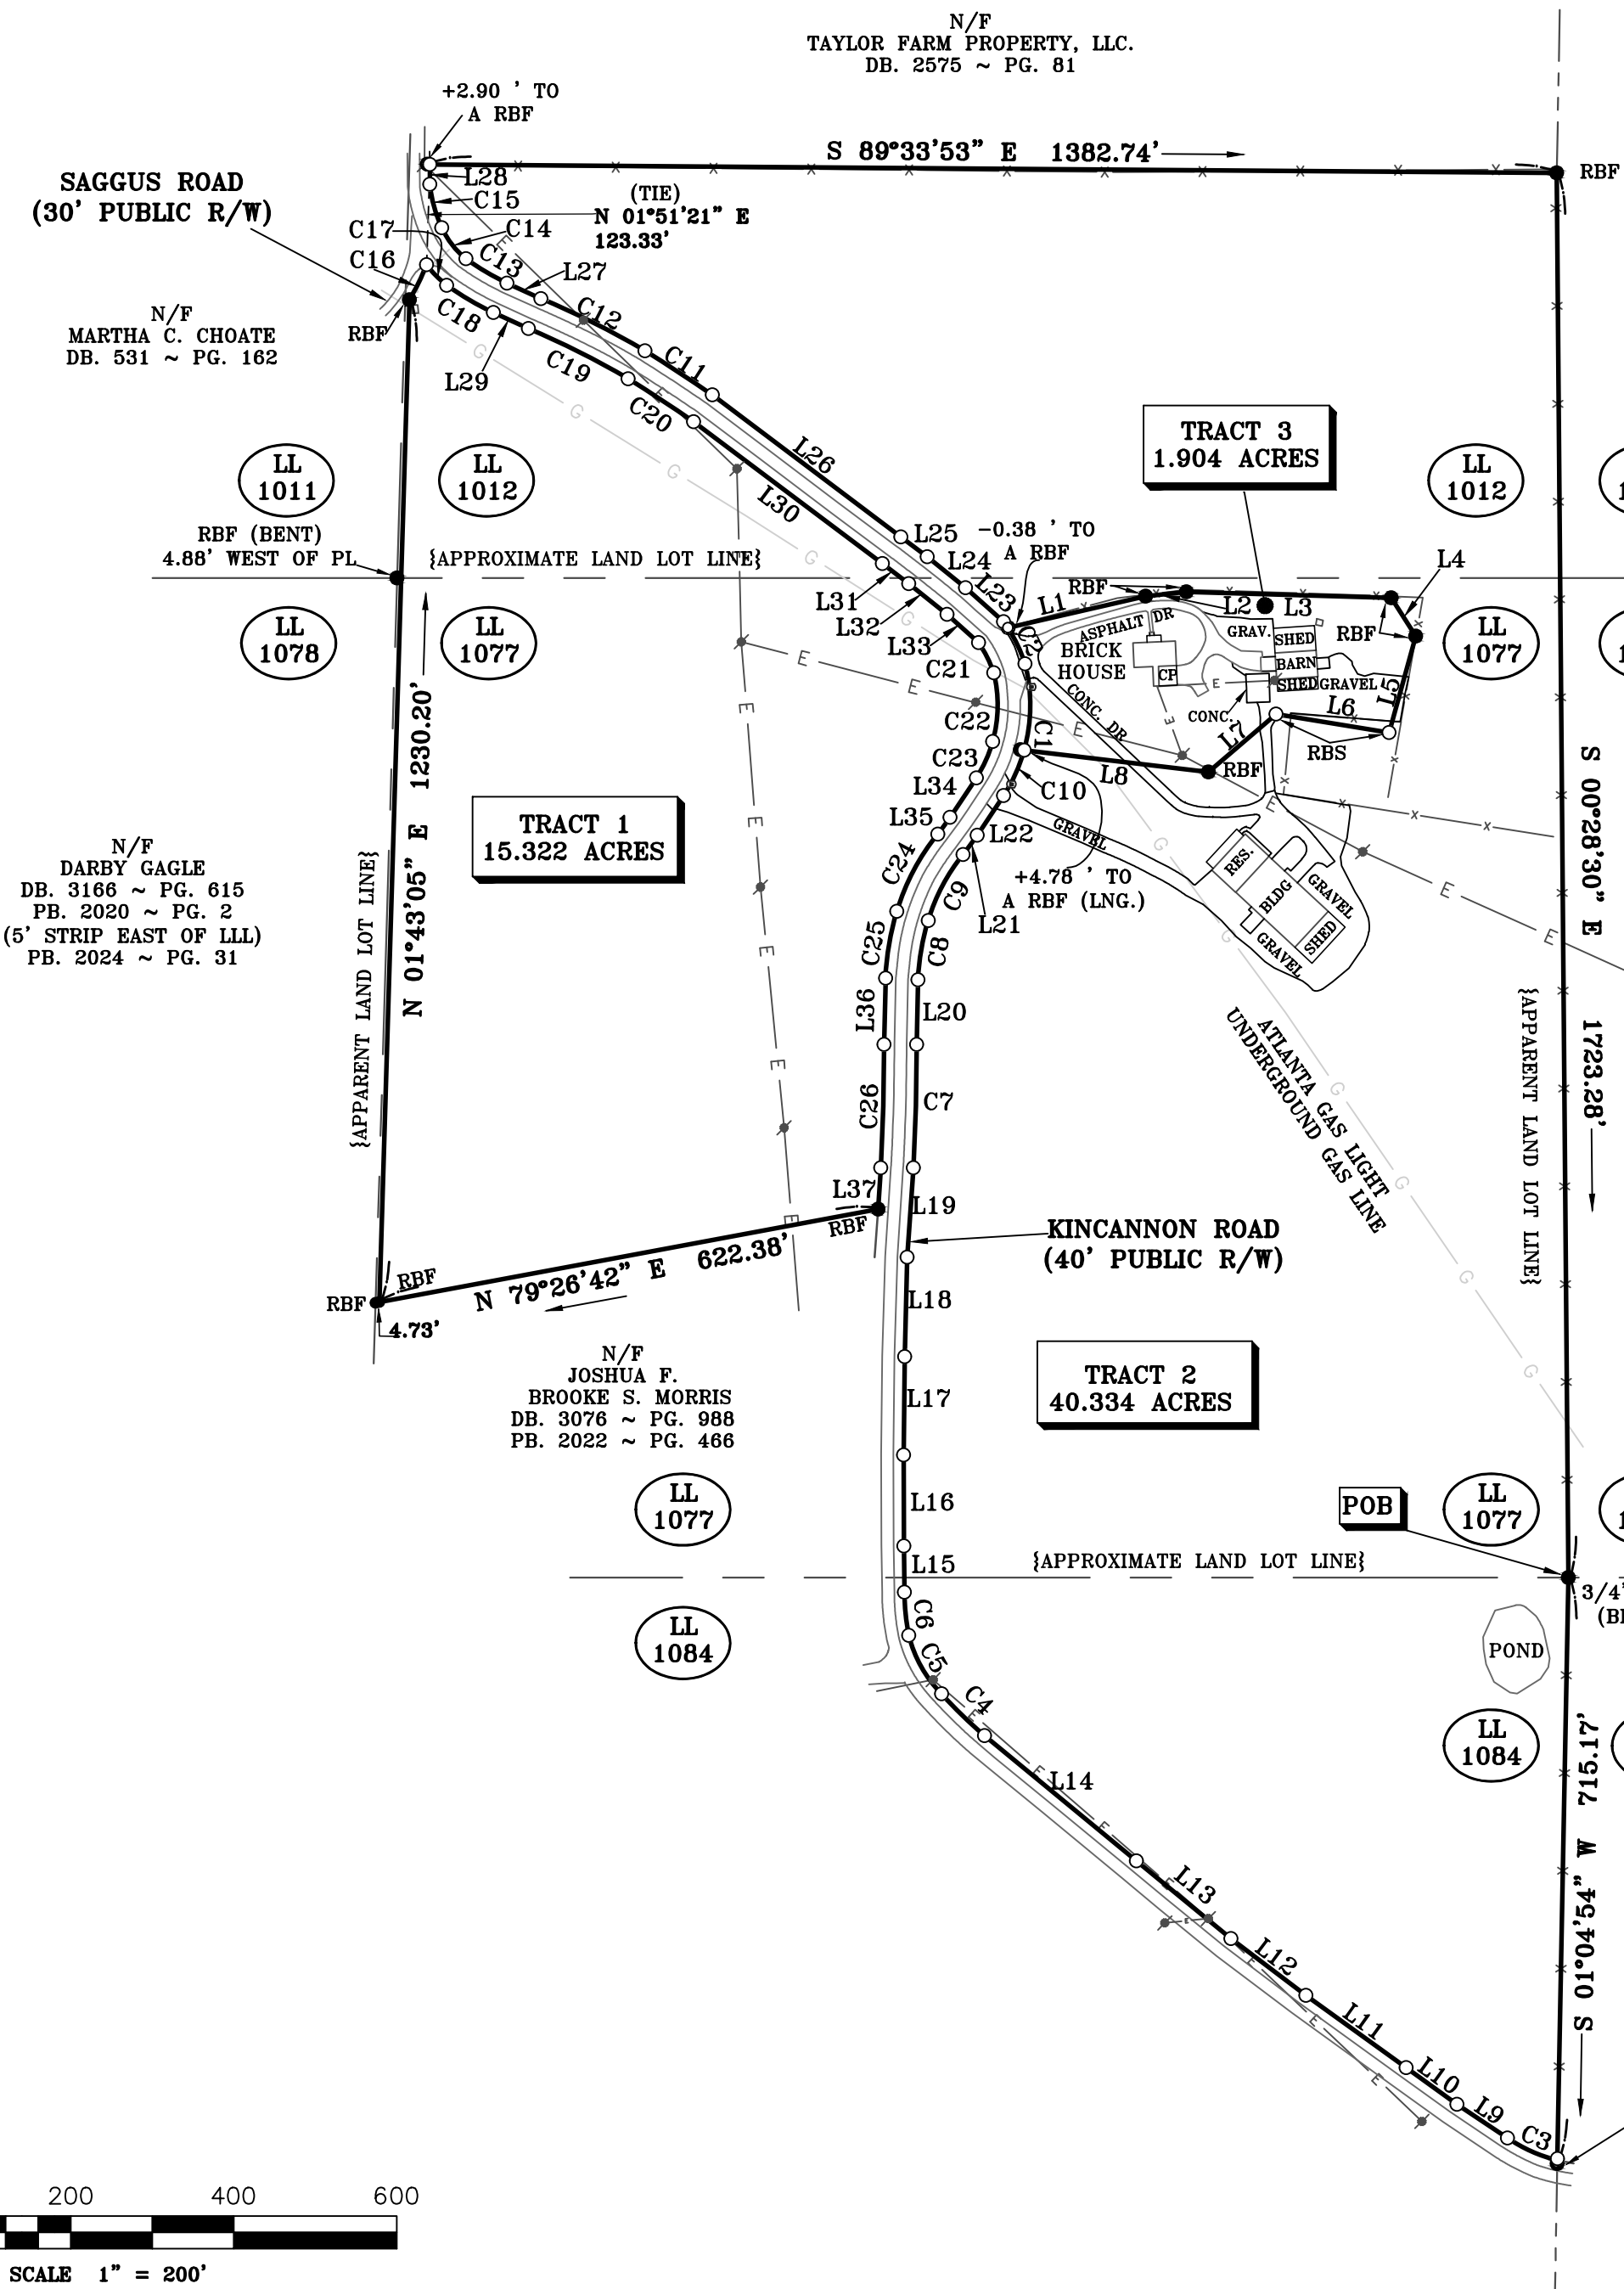 N/F
TAYLOR FARM PROPERTY, LLC.
DB. 2575 ~ PG. 81
+2.90 ' TO
A RBF
S 89°33'53" E 1382.74'
RBF
SAGGUS ROAD
(30' PUBLIC R/W)
L28
C15
(TIE)
N 01°51'21" E
123.33'
C17
C14
C16
C13
L27
E
C12
C18
RBF
N/F
MARTHA C. CHOATE
DB. 531 ~ PG. 162
L29
G
C19
C11
C20
E
G
L26
G
L30
TRACT 3
1.904 ACRES
LL
1011
LL
1012
LL
1012
RBF (BENT)
4.88' WEST OF PL
{APPROXIMATE LAND LOT LINE}
E
G
L25
-0.38 ' TO
A RBF
L24
L23
L4
L31
L32
L33
G
RBF
L1
L2
L3
RBF
LL
1078
LL
1077
LL
1077
C2
ASPHALT DR
BRICK
HOUSE
CP
GRAV.
SHED
BARN
SHED
GRAVEL
L5
C21
E
E
E
CONC. DR
E
E
CONC.
L6
L7
RBS
C22
C1
C23
L8
RBF
L34
C10
L35
L22
GRAVEL
G
E
C24
C9
+4.78 ' TO
A RBF (LNG.)
L21
RES.
BLDG
GRAVEL
SHED
GRAVEL
E
E
G
TRACT 1
15.322 ACRES
N 01°43'05" E 1230.20'
{APPARENT LAND LOT LINE}
N/F
DARBY GAGLE
DB. 3166 ~ PG. 615
PB. 2020 ~ PG. 2
(5' STRIP EAST OF LLL)
PB. 2024 ~ PG. 31
E
E
E
E
E
C25
C8
L36
L20
C26
C7
ATLANTA GAS LIGHT
UNDERGROUND GAS LINE
G
G
G
G
{APPARENT LAND LOT LINE}
S 00°28'30" E 1723.28'
L37
RBF
L19
KINCANNON ROAD
(40' PUBLIC R/W)
N 79°26'42" E 622.38'
RBF
RBF
4.73'
L18
N/F
JOSHUA F.
BROOKE S. MORRIS
DB. 3076 ~ PG. 988
PB. 2022 ~ PG. 466
TRACT 2
40.334 ACRES
L17
LL
1077
L16
POB
LL
1077
L15
{APPROXIMATE LAND LOT LINE}
3/4"
C6
LL
1084
C5
POND
C4
E
LL
1084
S 01°04'54" W 715.17'
E
L14
E
E
L13
E
L12
E
E
L11
E
L10
L9
C3
200 400 600
SCALE 1" = 200'